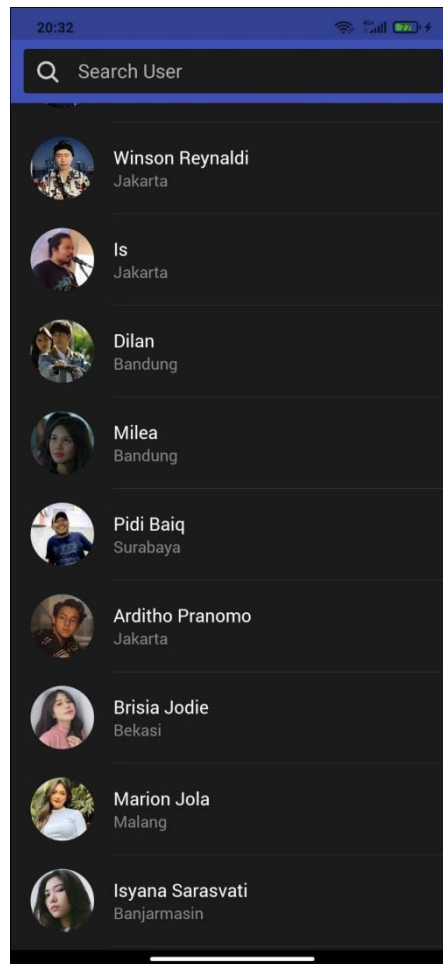 20:32
77
Search User
Winson Reynaldi
Jakarta
Is
Jakarta
Dilan
Bandung
Milea
Bandung
Pidi Baiq
Surabaya
Arditho Pranomo
Jakarta
Brisia Jodie
Bekasi
Marion Jola
Malang
Isyana Sarasvati
Banjarmasin